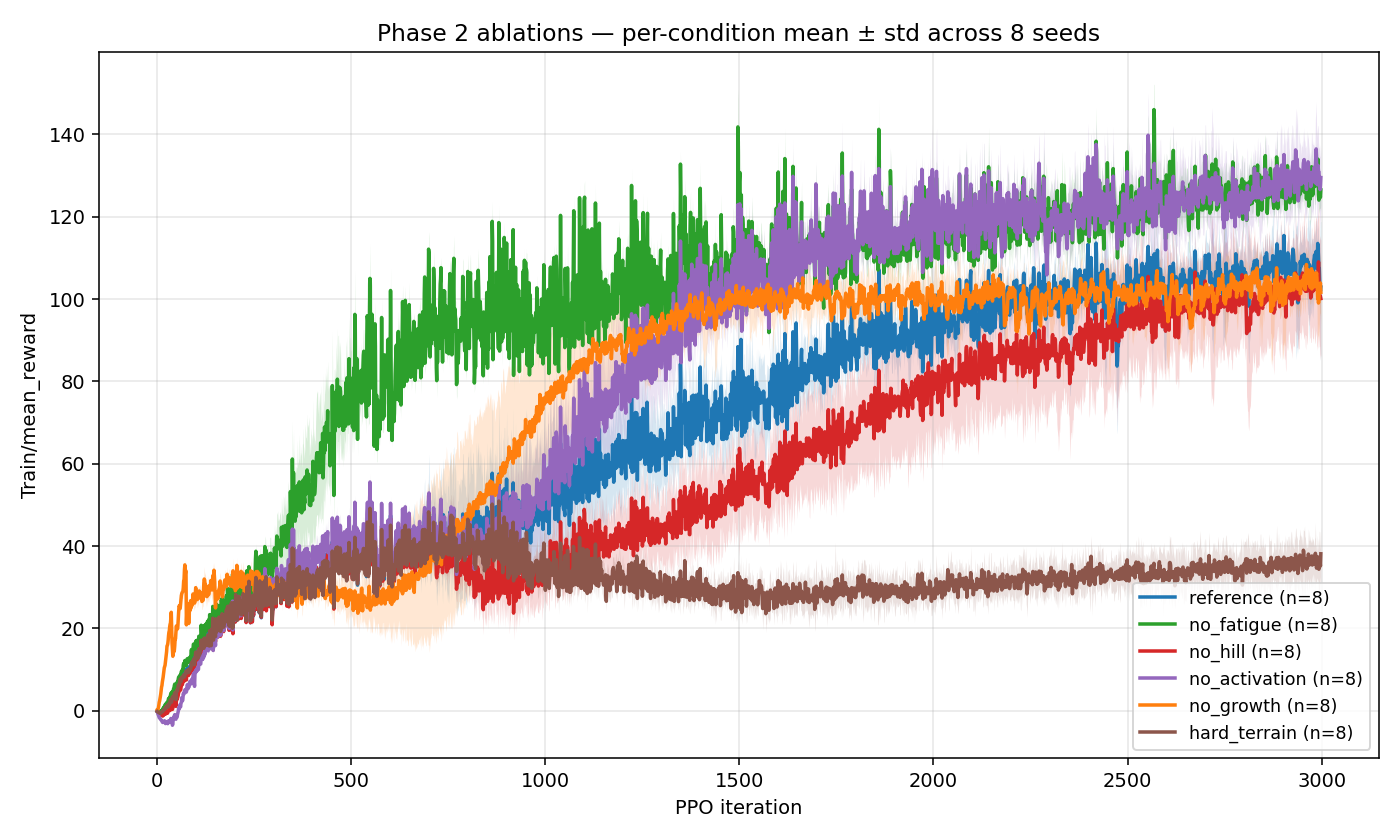 Phase 2 ablations — per-condition mean ± std across 8 seeds
Train/mean_reward
140
120
100
80
60
40
20
0
reference (n=8)
no_fatigue (n=8)
no_hill (n=8)
no_activation (n=8)
no_growth (n=8)
hard_terrain (n=8)
0 500 1000 1500 2000 2500 3000
PPO iteration